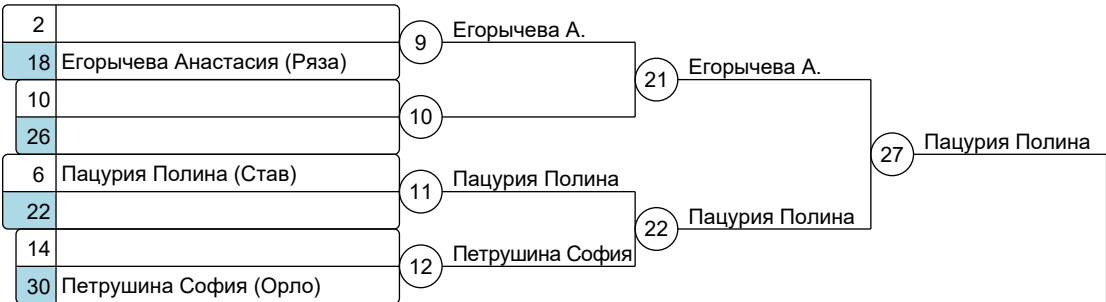 2
9 Егорычева А.
18 Егорычева Анастасия (Ряза)
21 Егорычева А.
10
10
26
27 Пацурия Полина
6 Пацурия Полина (Став)
11 Пацурия Полина
22
22 Пацурия Полина
14
12 Петрушина София
30 Петрушина София (Орло)